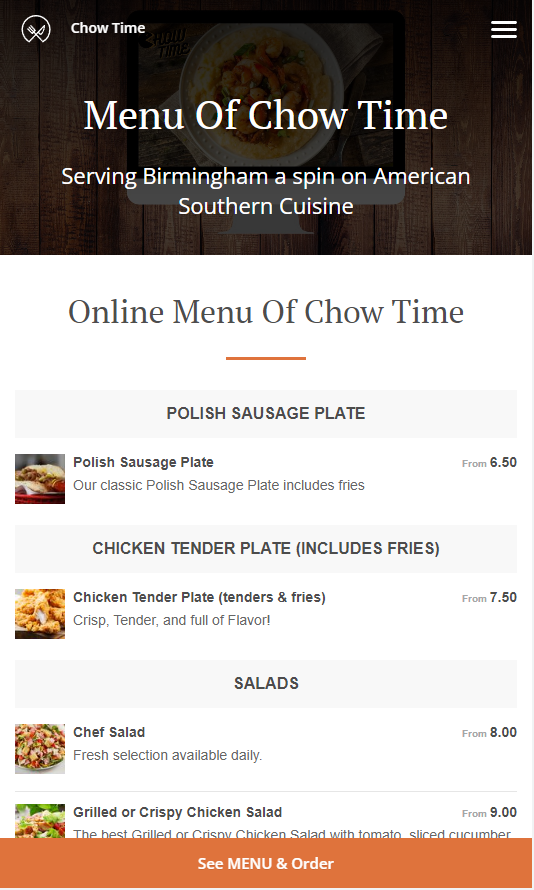 Chow Time
CHOW
TIME
Menu Of Chow Time
Serving Birmingham a spin on American
Southern Cuisine
Online Menu Of Chow Time
POLISH SAUSAGE PLATE
Polish Sausage Plate From 6.50
Our classic Polish Sausage Plate includes fries
CHICKEN TENDER PLATE (INCLUDES FRIES)
Chicken Tender Plate (tenders & fries) From 7.50
Crisp, Tender, and full of Flavor!
SALADS
Chef Salad From 8.00
Fresh selection available daily.
Grilled or Crispy Chicken Salad From 9.00
The best Grilled or Crispy Chicken Salad with tomato, sliced cucumber,
See MENU & Order